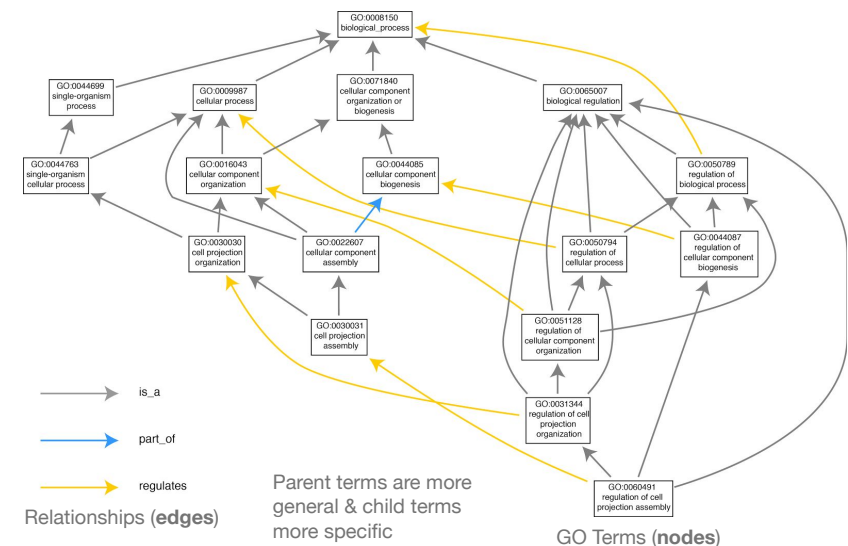 GO:0008150
biological_process
GO:0044699
single-organism
process
GO:0009987
cellular process
GO:0071840
cellular component
organization or
biogenesis
GO:0065007
biological regulation
GO:0044763
single-organism
cellular process
GO:0016043
cellular component
organization
GO:0044085
cellular component
biogenesis
GO:0050789
regulation of
biological process
GO:0030030
cell projection
organization
GO:0022607
cellular component
assembly
GO:0050794
regulation of
cellular process
GO:0044087
regulation of
cellular component
biogenesis
GO:0030031
cell projection
assembly
GO:0051128
regulation of
cellular component
organization
GO:0031344
regulation of cell
projection
organization
GO:0060491
regulation of cell
projection assembly
is_a
part_of
regulates
Relationships (edges)
Parent terms are more
general & child terms
more specific
GO Terms (nodes)